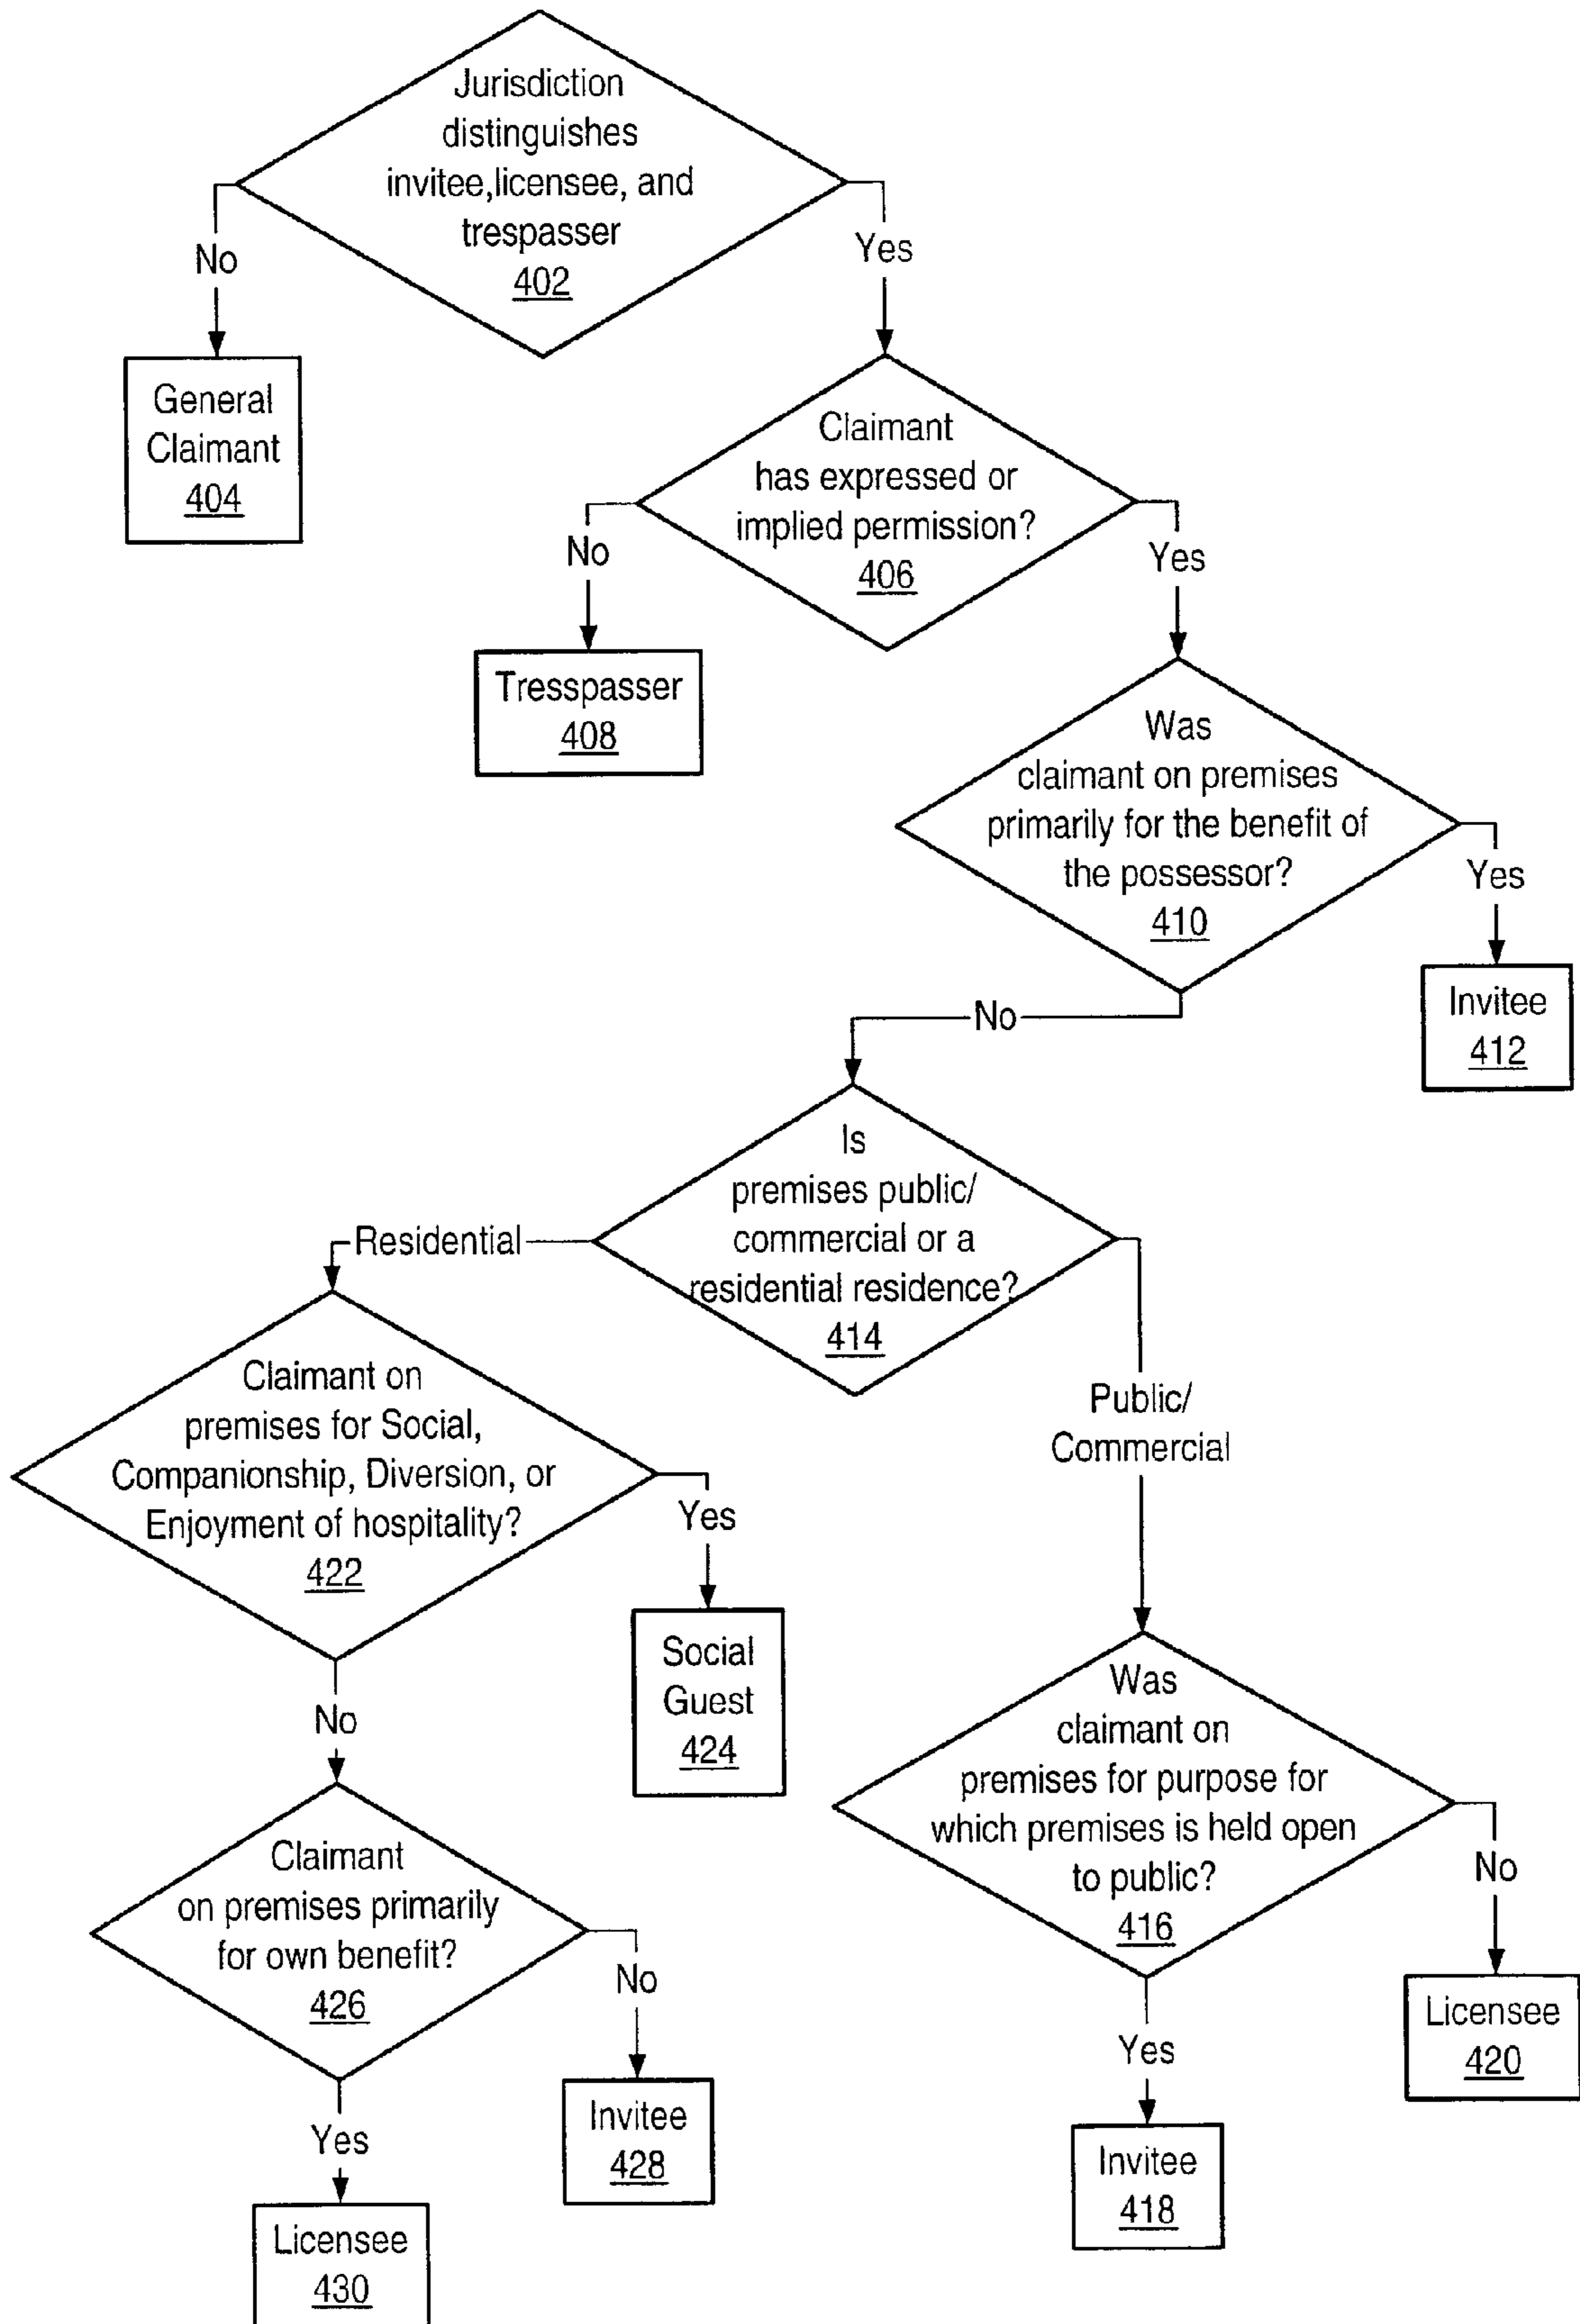 Jurisdiction
distinguishes
invitee,licensee, and
trespasser
402
No
Yes
General
Claimant
404
Claimant
has expressed or
implied permission?
406
No
Yes
Tresspasser
408
Was
claimant on premises
primarily for the benefit of
the possessor?
410
Yes
Invitee
412
No
Is
premises public/
commercial or a
residential residence?
414
Residential
Public/
Commercial
Claimant on
premises for Social,
Companionship, Diversion, or
Enjoyment of hospitality?
422
Yes
Social
Guest
424
No
Claimant
on premises primarily
for own benefit?
426
No
Invitee
428
Yes
Licensee
430
Was
claimant on
premises for purpose for
which premises is held open
to public?
416
No
Licensee
420
Yes
Invitee
418